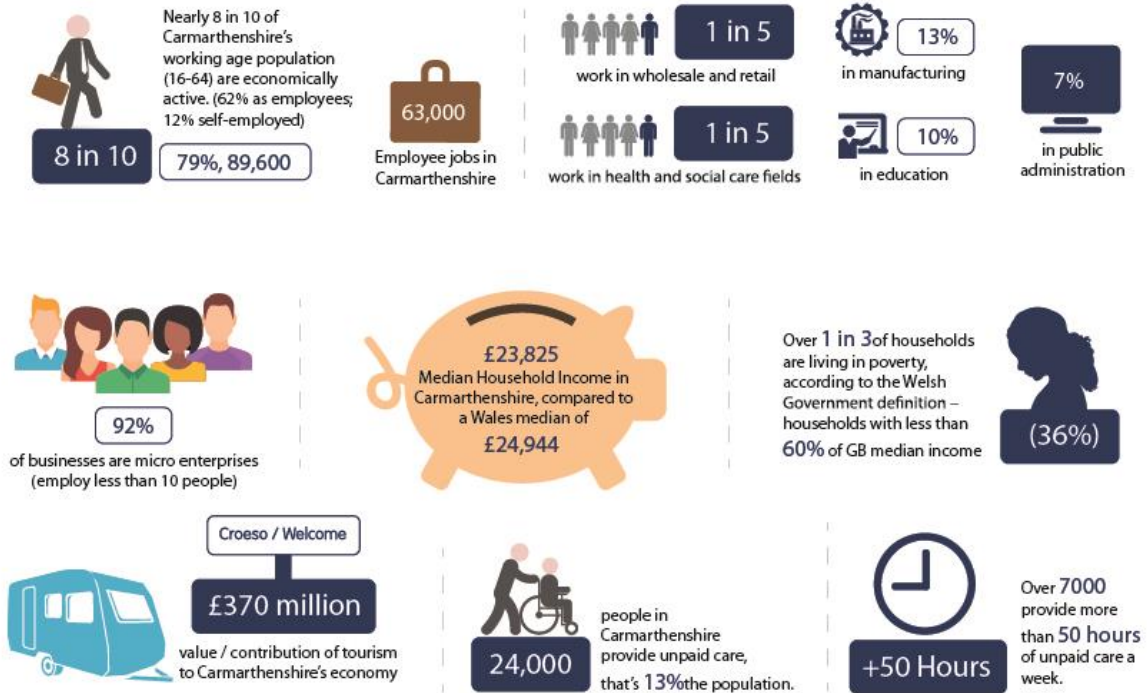 Nearly 8 in 10 of
Carmarthenshire's
working age population
(16-64) are economically
active. (62% as employees;
12% self-employed)
8 in 10
79%, 89,600
63,000
Employee jobs in
Carmarthenshire
1 in 5
work in wholesale and retail
1 in 5
work in health and social care fields
13%
in manufacturing
10%
in education
7%
in public
administration
92%
of businesses are micro enterprises
(employ less than 10 people)
£23,825
Median Household Income in
Carmarthenshire, compared to
a Wales median of
£24,944
Over 1 in 3of households
are living in poverty,
according to the Welsh
Government definition –
households with less than
60% of GB median income
(36%)
Croeso / Welcome
£370 million
value / contribution of tourism
to Carmarthenshire's economy
24,000
people in
Carmarthenshire
provide unpaid care,
that's 13%the population.
+50 Hours
Over 7000
provide more
than 50 hours
of unpaid care a
week.